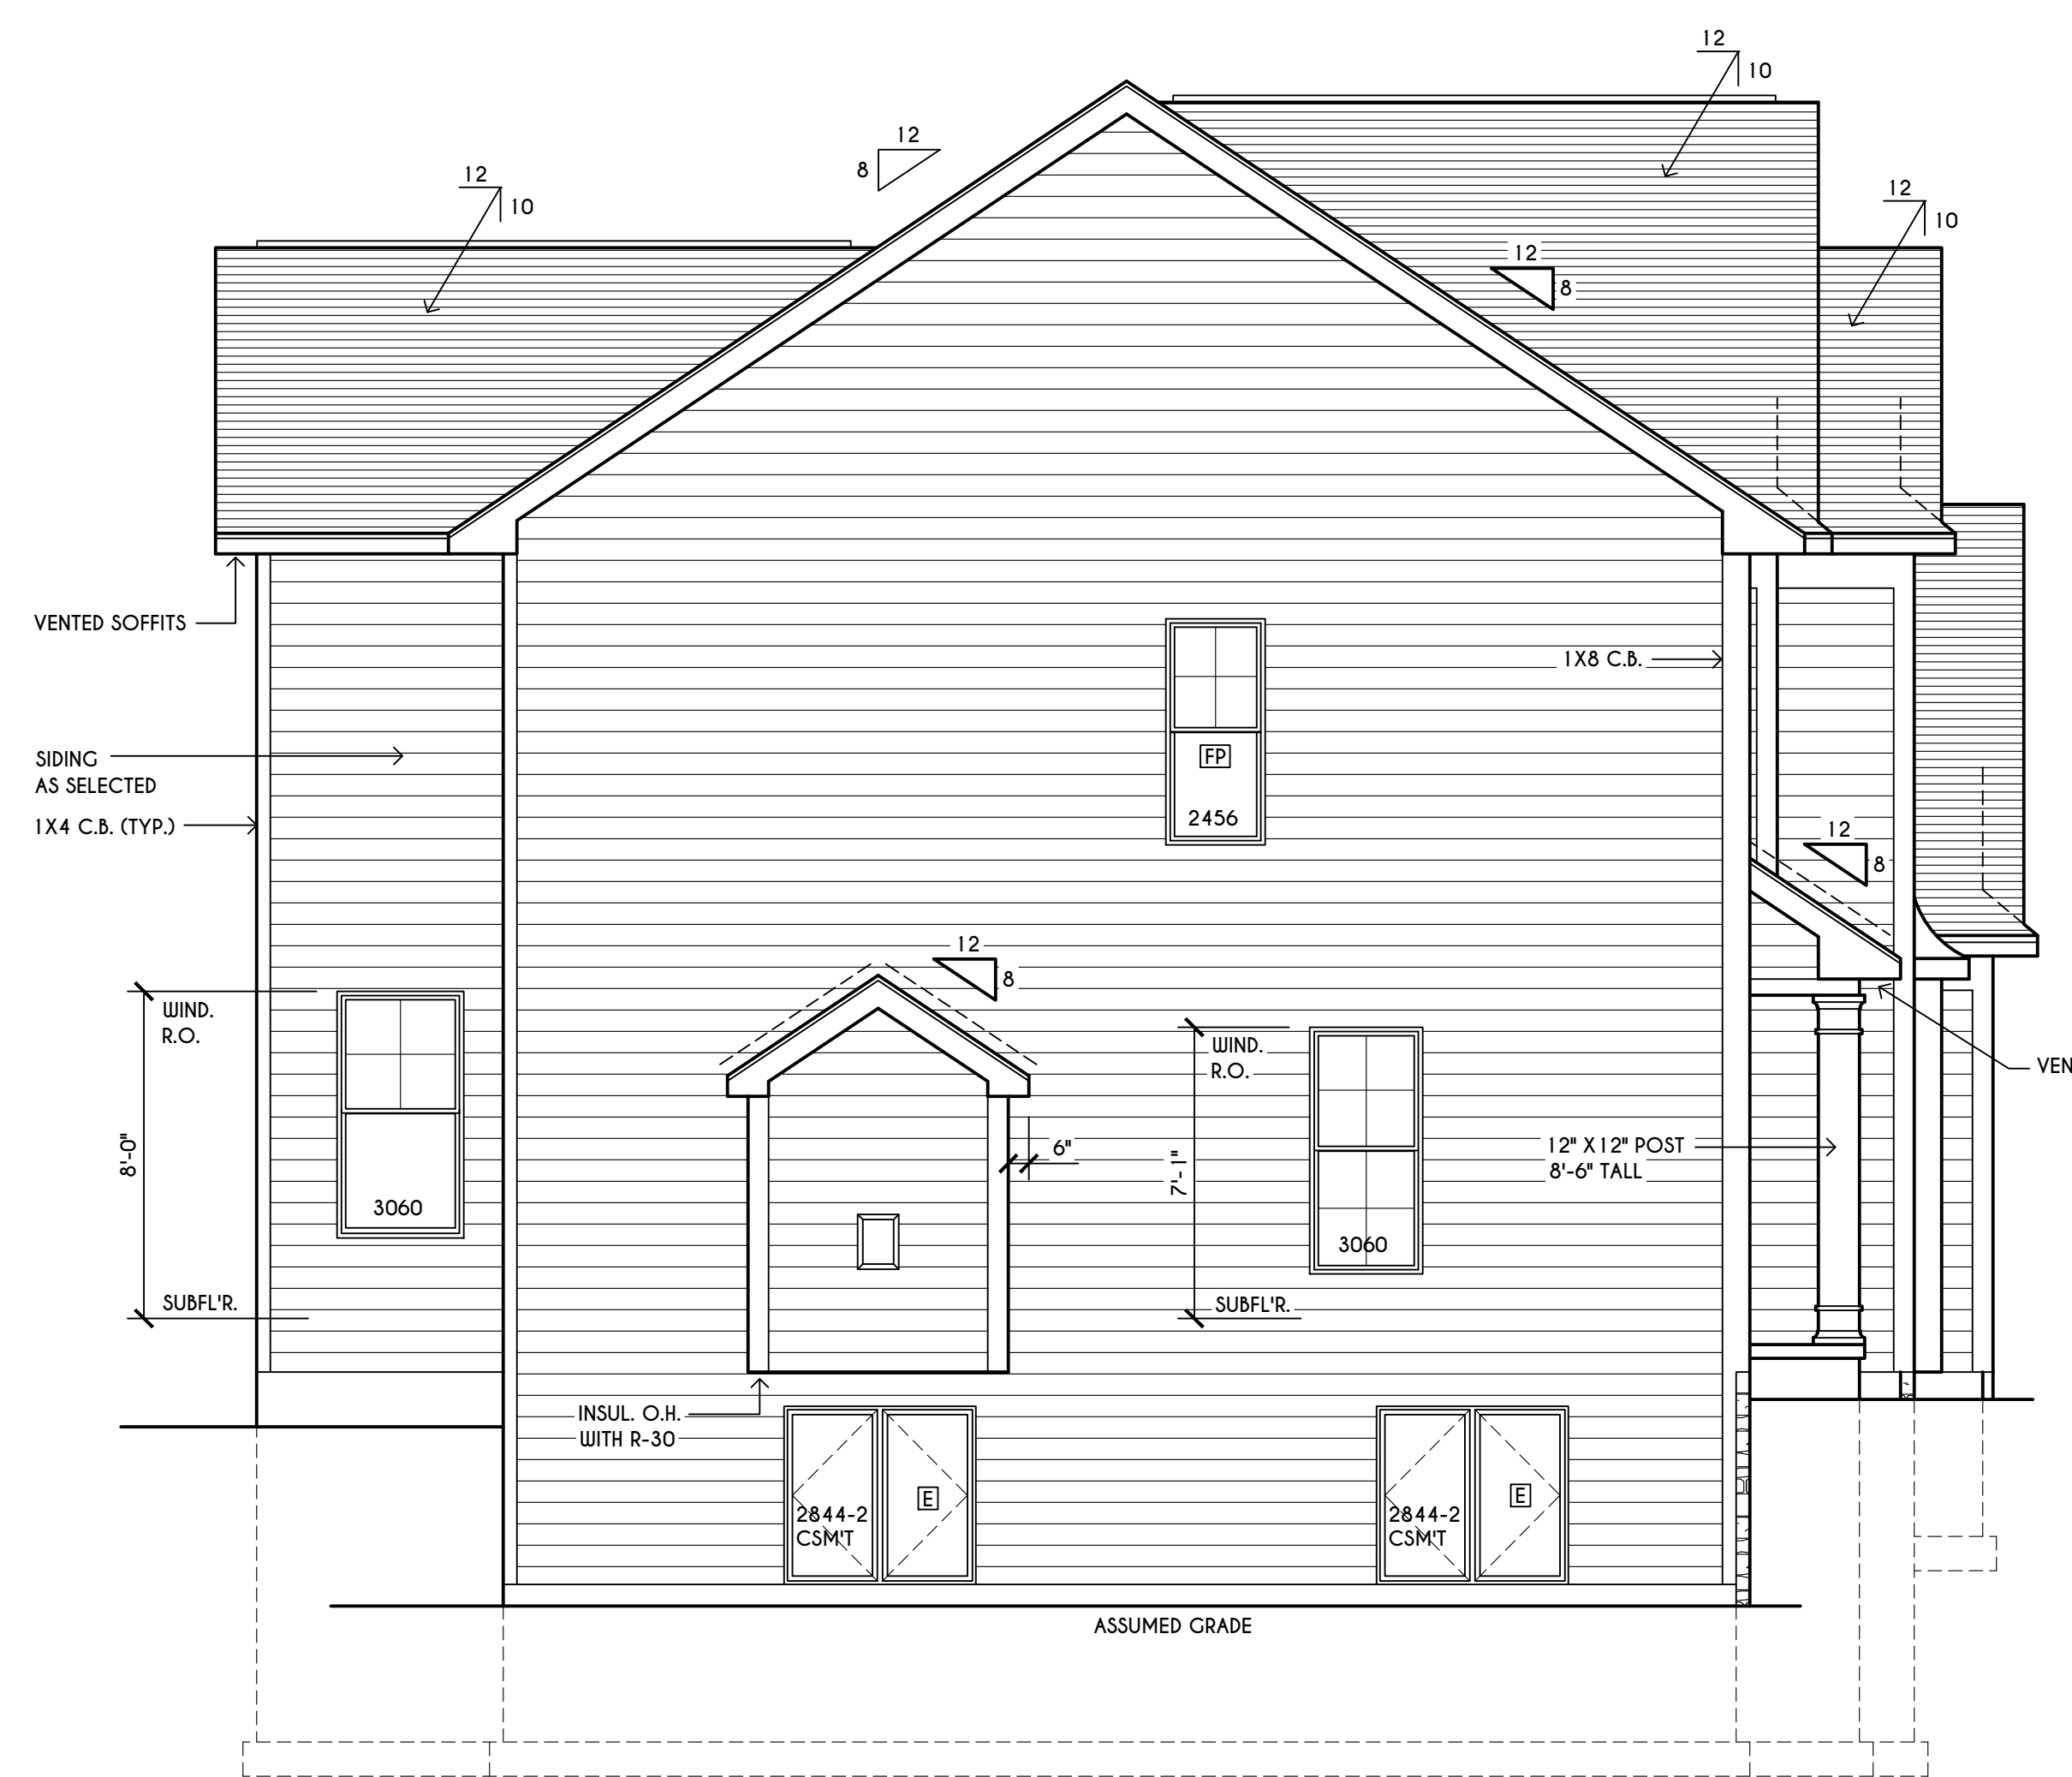 12
10
12
8
12
10
12
10
12
8
VENTED SOFFITS
1X8 C.B.
SIDING
AS SELECTED
FP
2456
1X4 C.B. (TYP.)
12
8
12
8
WIND.
R.O.
WIND.
R.O.
VEN
8'-0"
6"
7'-1"
12" X12" POST
8'-6" TALL
3060
3060
SUBFL'R.
SUBFL'R.
INSUL. O.H.
WITH R-30
2844-2
CSM'T
E
2844-2
CSM'T
E
ASSUMED GRADE